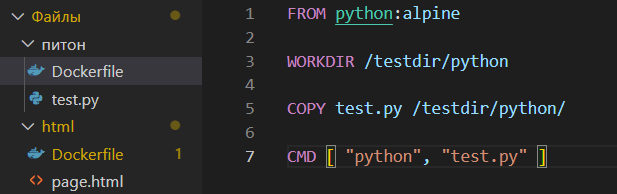 Файлы
питон
Dockerfile
test.py
html
Dockerfile 1
page.html
1 FROM python:alpine
2
3 WORKDIR /testdir/python
4
5 COPY test.py /testdir/python/
6
7 CMD [ "python", "test.py" ]